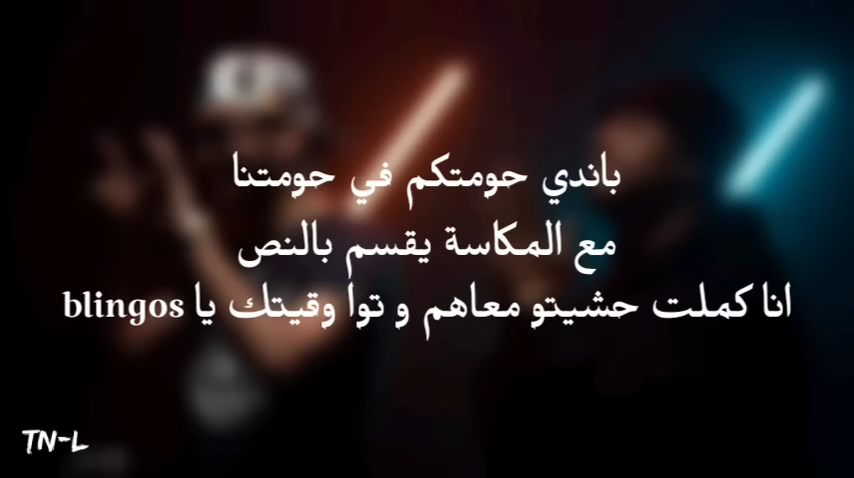 باندي حومتكم في حومتنا
مع المكاسة يقسم بالنص
انا كملت حشيتو معاهم و توا وقيتك يا blingos
TN-L